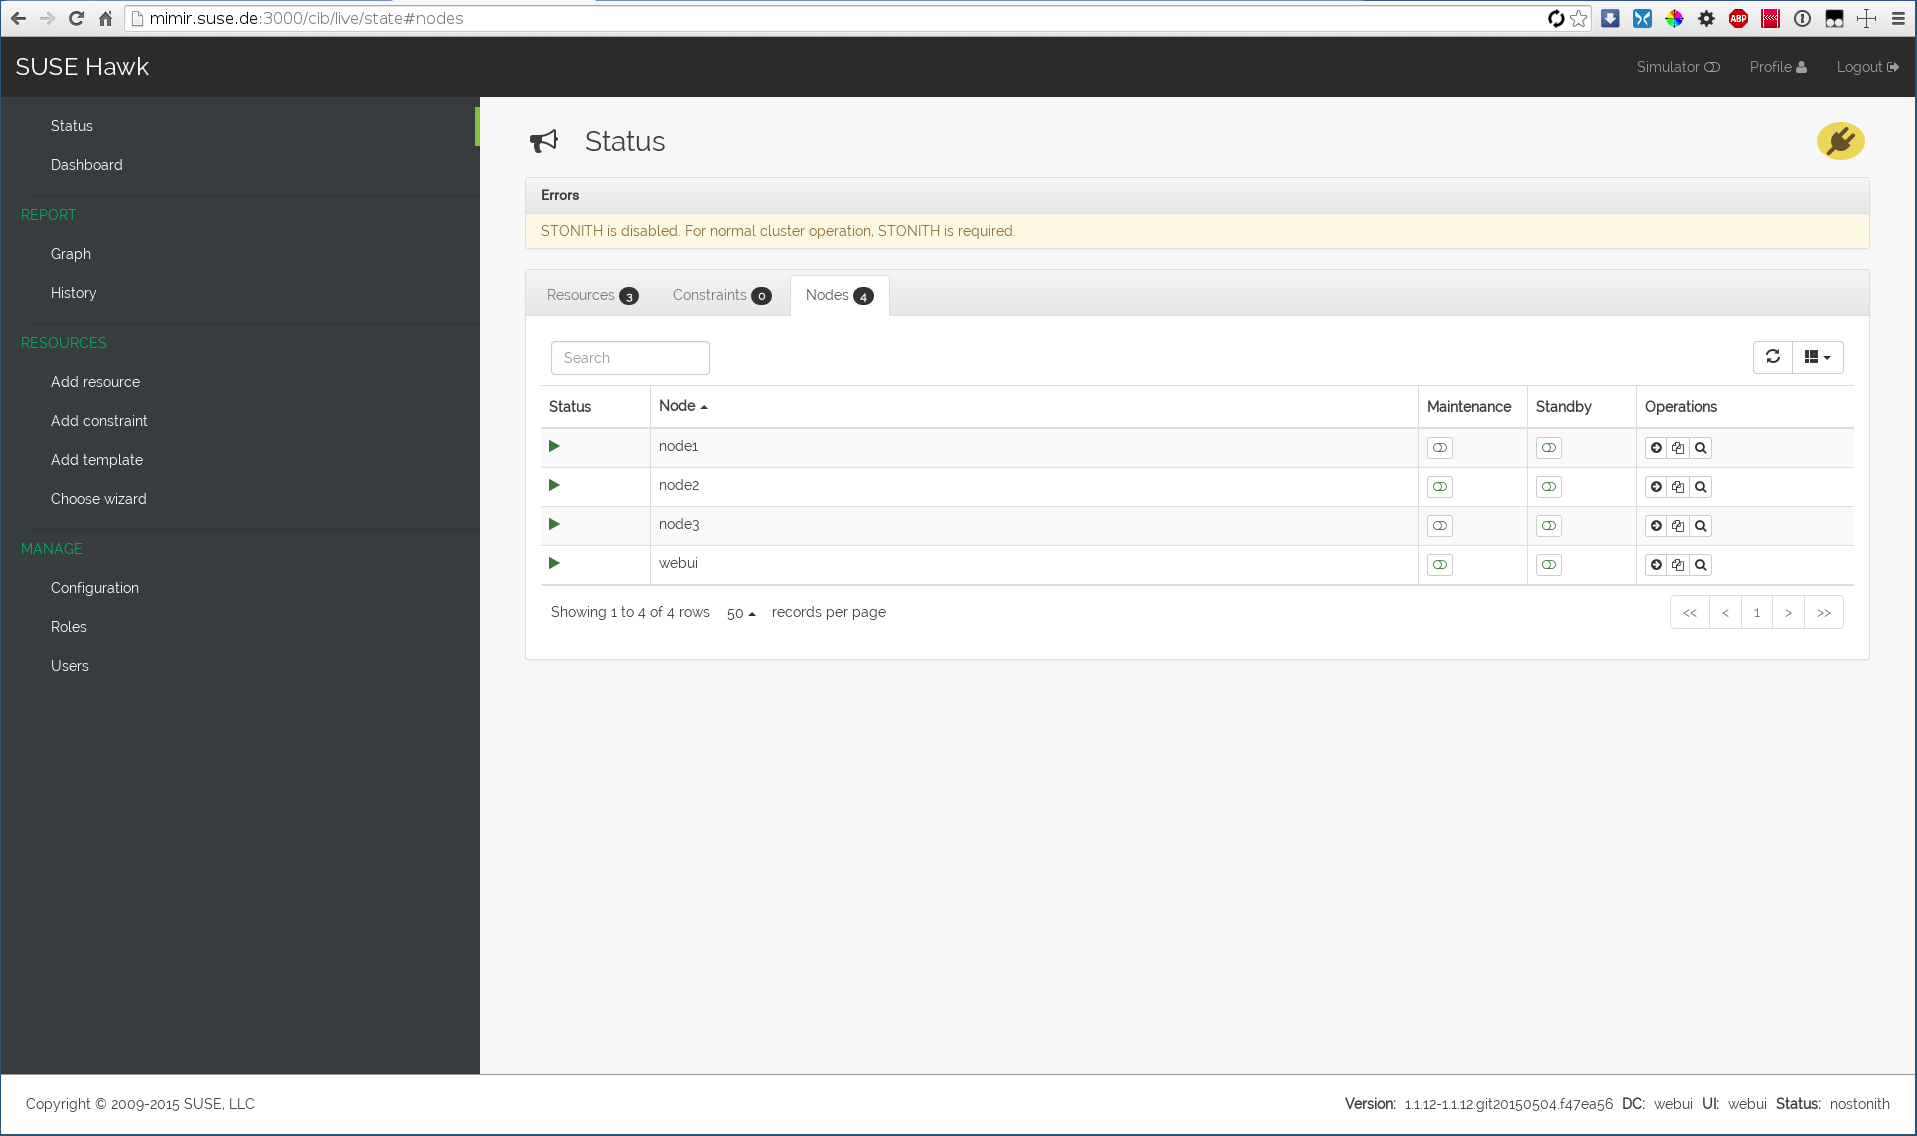 mimir.suse.de:3000/cib/live/state#nodes
ABP
SUSE Hawk
Simulator Profile Logout
Status
Dashboard
REPORT
Graph
History
RESOURCES
Add resource
Add constraint
Add template
Choose wizard
MANAGE
Configuration
Roles
Users
Status
Errors
STONITH is disabled. For normal cluster operation, STONITH is required.
Resources 3 Constraints 0 Nodes 4
Search
Status Node Maintenance Standby Operations
node1
node2
node3
webui
Showing 1 to 4 of 4 rows 50 records per page << < 1 > >>
Copyright © 2009-2015 SUSE, LLC
Version: 1.1.12-1.1.12.git20150504.f47ea56 DC: webui UI: webui Status: nostonith